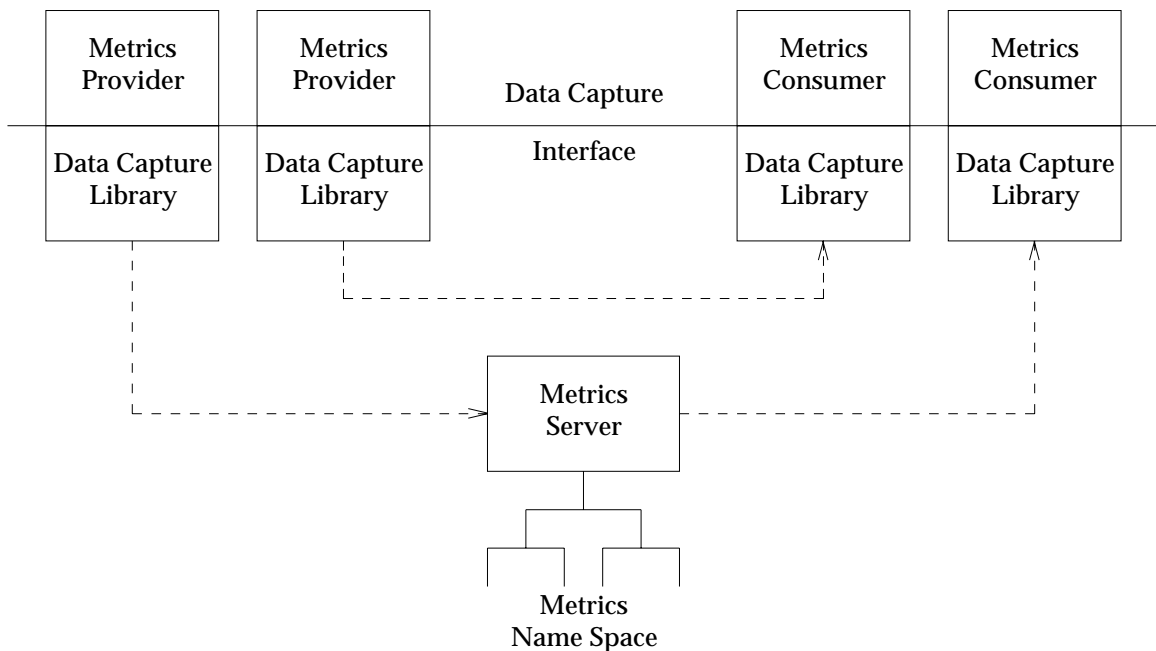 Metrics
Provider
Metrics
Provider
Data Capture
Metrics
Consumer
Metrics
Consumer
Data Capture
Library
Data Capture
Library
Interface
Data Capture
Library
Data Capture
Library
Metrics
Server
Metrics
Name Space